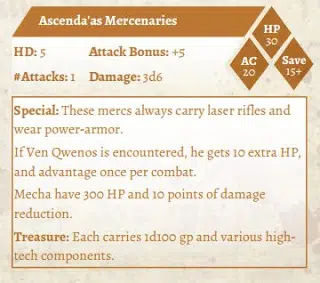 Ascenda'as Mercenaries
HP
30
HD: 5 Attack Bonus: +5
AC
20
Save
15+
#Attacks: 1 Damage: 3d6
Special: These mercs always carry laser rifles and
wear power-armor.
If Ven Qwenos is encountered, he gets 10 extra HP,
and advantage once per combat.
Mecha have 300 HP and 10 points of damage
reduction.
Treasure: Each carries 1d100 gp and various high-
tech components.